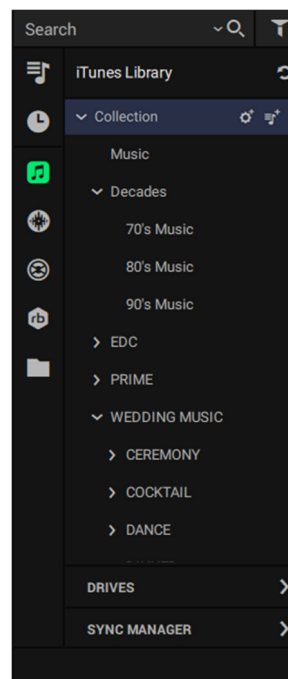 Search
iTunes Library
Collection
Music
Decades
70's Music
80's Music
90's Music
EDC
PRIME
WEDDING MUSIC
CEREMONY
COCKTAIL
DANCE
DRIVES
SYNC MANAGER